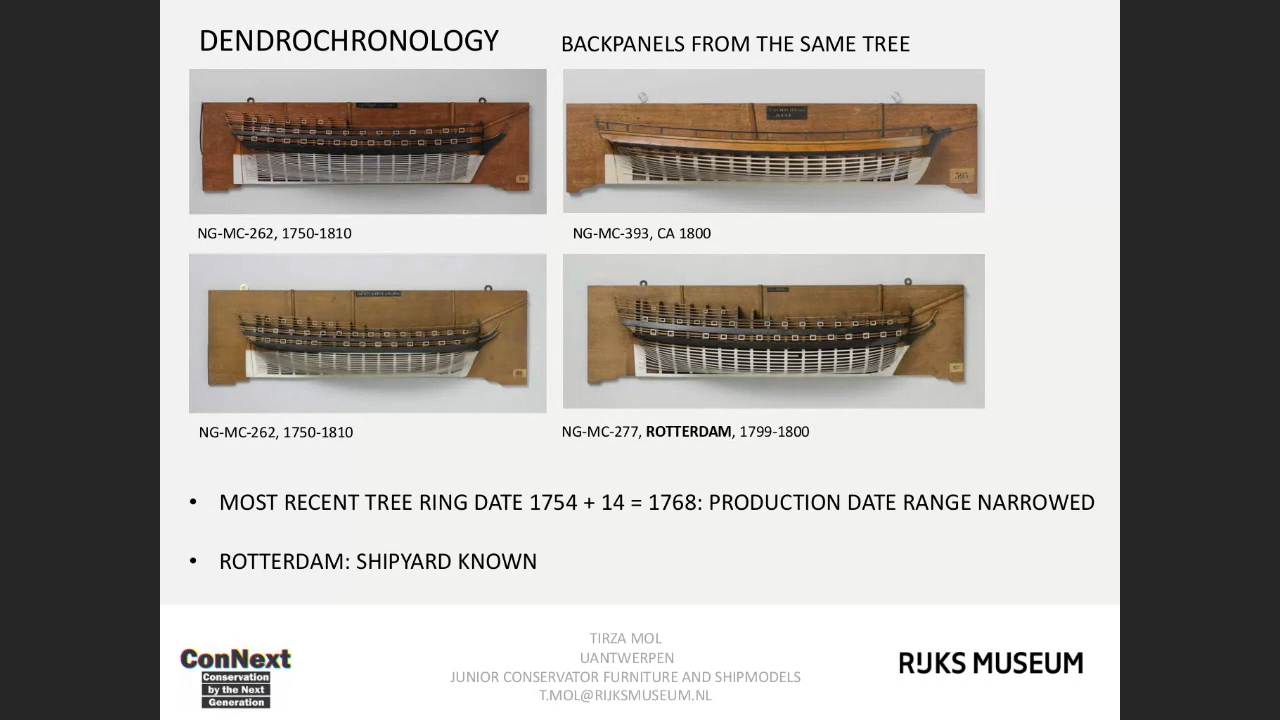 DENDROCHRONOLOGY
BACKPANELS FROM THE SAME TREE
NG-MC-262, 1750-1810
NG-MC-393, CA 1800
NG-MC-262, 1750-1810
NG-MC-277, ROTTERDAM, 1799-1800
• MOST RECENT TREE RING DATE 1754 + 14 = 1768: PRODUCTION DATE RANGE NARROWED
• ROTTERDAM: SHIPYARD KNOWN
ConNext
Conservation
by the Next
Generation
TIRZA MOL
UANTWERPEN
JUNIOR CONSERVATOR FURNITURE AND SHIPMODELS
T.MOL@RIJKSMUSEUM.NL
RIJKS MUSEUM